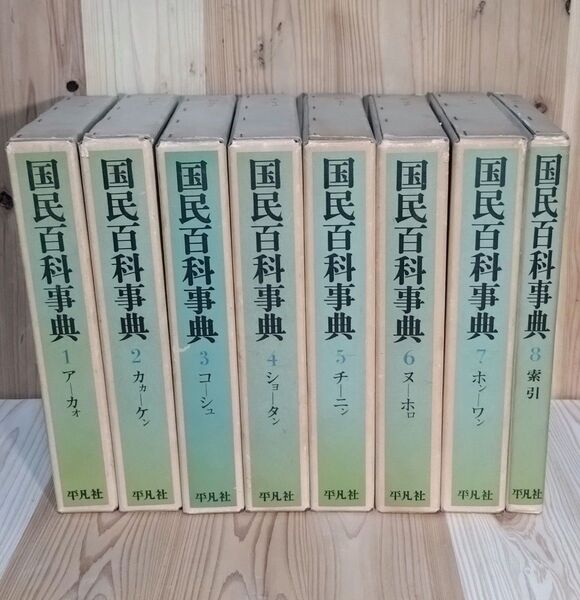 国民百科事典
1
アーカォ
平凡社
国民百科事典
2
カカーケン
平凡社
国民百科事典
3
コーシュ
平凡社
国民百科事典
4
ショータン
平凡社
国民百科事典
5
チーニン
平凡社
国民百科事典
6
ヌーホロ
平凡社
国民百科事典
7
ホンーワン
平凡社
国民百科事典
8
索引
平凡社